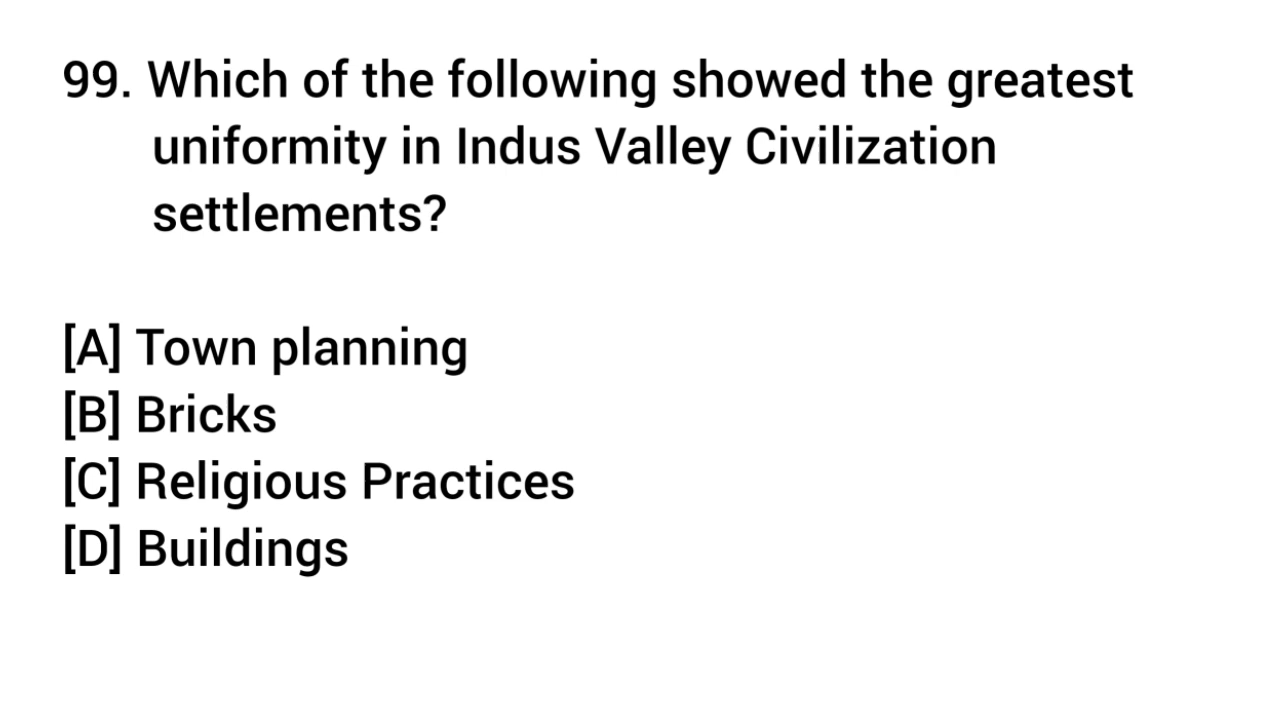 99. Which of the following showed the greatest
uniformity in Indus Valley Civilization
settlements?
[A] Town planning
[B] Bricks
[C] Religious Practices
[D] Buildings